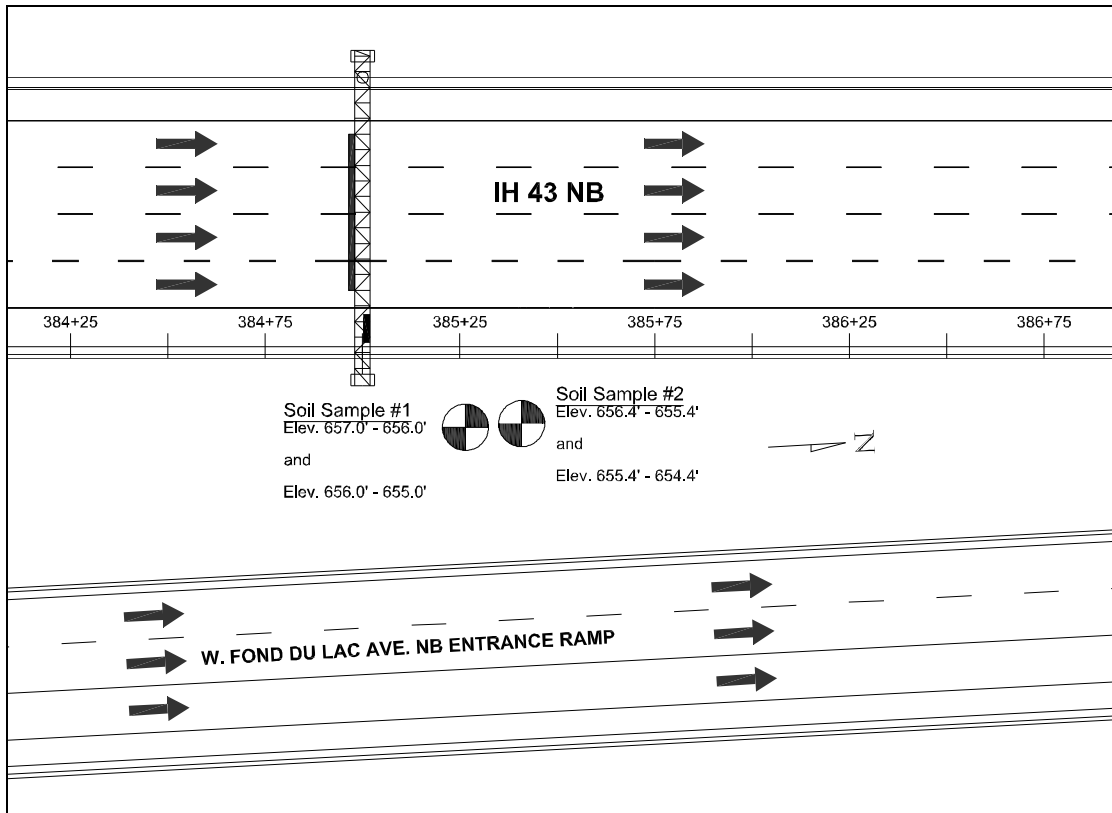 IH 43 NB
384+25 384+75 385+25 385+75 386+25 386+75
Soil Sample #1
Elev. 657.0' - 656.0'
and
Elev. 656.0' - 655.0'
Soil Sample #2
Elev. 656.4' - 655.4'
and
Elev. 655.4' - 654.4'
N
W. FOND DU LAC AVE. NB ENTRANCE RAMP